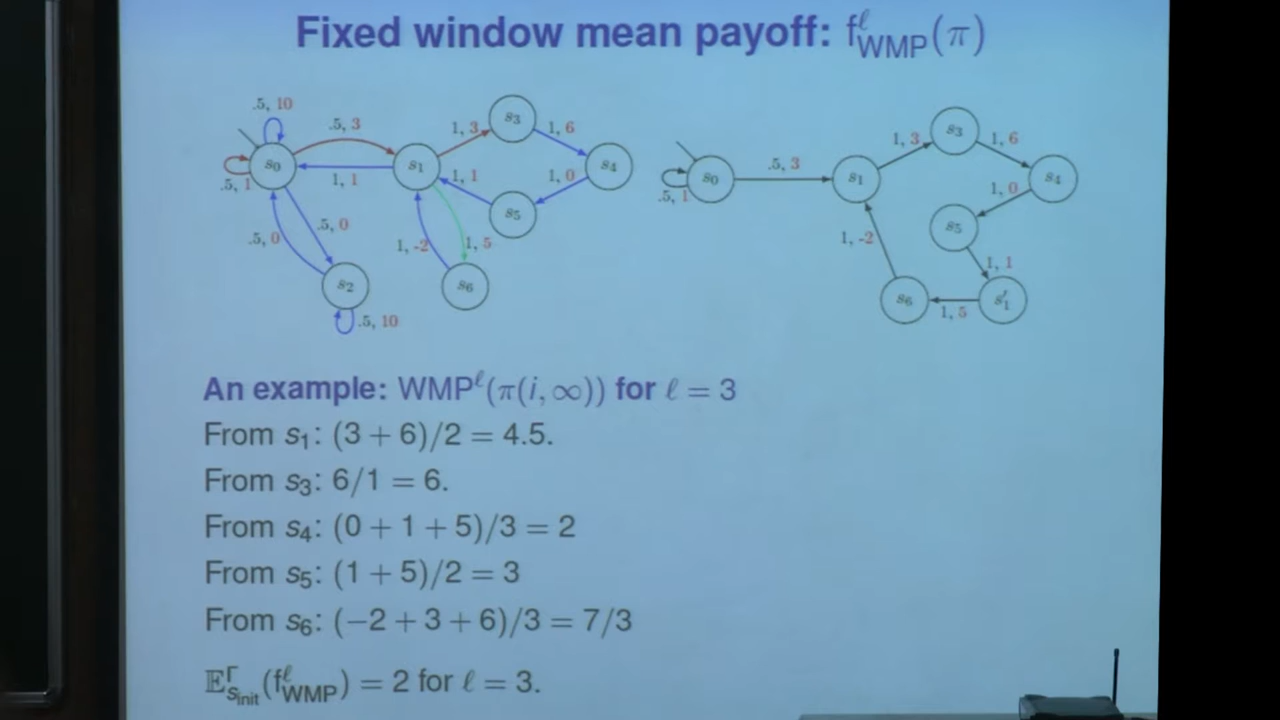 Fixed window mean payoff: f^ℓ_WMP(π)
.5, 10
.5, 3
1, 3
s₃
1, 6
s₀
s₁
s₄
.5, 1
1, 1
1, 1
1, 0
.5, 0
.5, 0
s₅
1, -2
1, 5
s₂
s₆
.5, 10
1, 3
s₃
1, 6
s₀
.5, 3
s₁
s₄
.5, 1
1, 0
s₅
1, -2
1, 1
s₆
1, 5
s′₁
An example: WMP^ℓ(π(i, ∞)) for ℓ = 3
From s₁: (3 + 6)/2 = 4.5.
From s₃: 6/1 = 6.
From s₄: (0 + 1 + 5)/3 = 2
From s₅: (1 + 5)/2 = 3
From s₆: (−2 + 3 + 6)/3 = 7/3
𝔼^Γ_s_init(f^ℓ_WMP) = 2 for ℓ = 3.